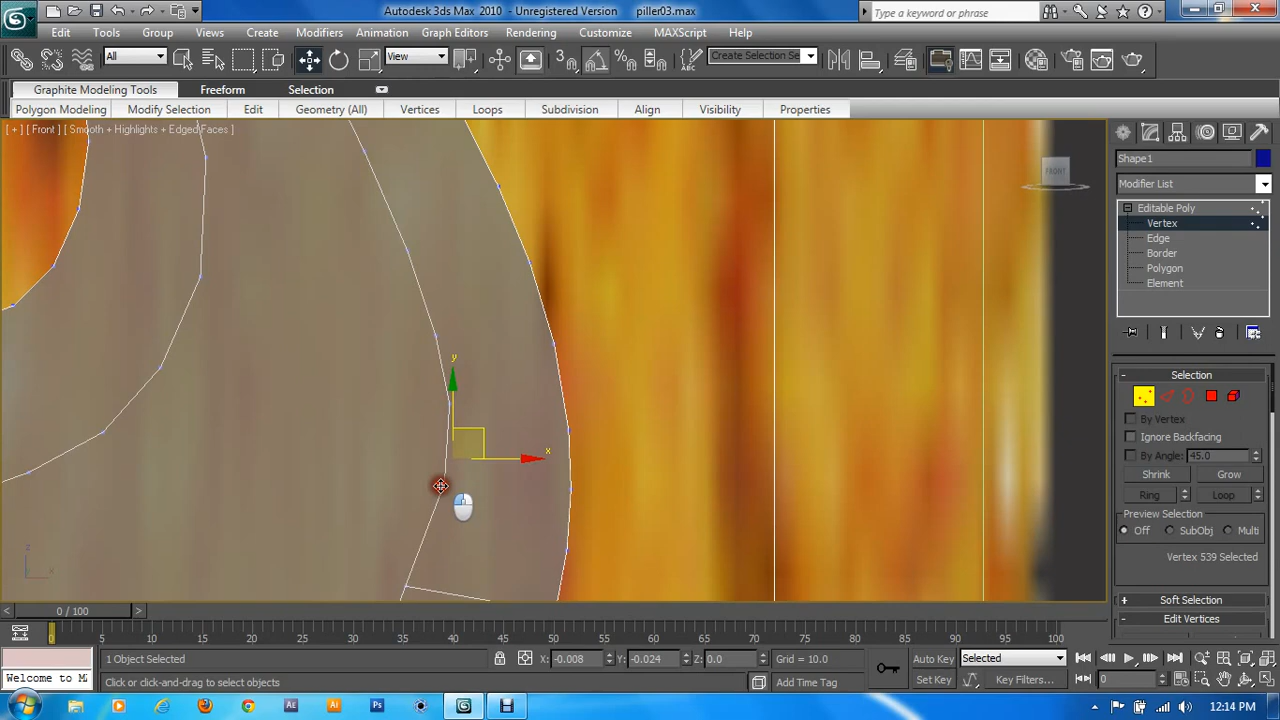 Autodesk 3ds Max 2010 - Unregistered Version piller03.max
Type a keyword or phrase
Edit Tools Group Views Create Modifiers Animation Graph Editors Rendering Customize MAXScript Help
All View 3 Create Selection Se
Graphite Modeling Tools Freeform Selection
Polygon Modeling Modify Selection Edit Geometry (All) Vertices Loops Subdivision Align Visibility Properties
[ + ] [ Front ] [ Smooth + Highlights + Edged Faces ]
FRONT
Shape1
Modifier List
Editable Poly
Vertex
Edge
Border
Polygon
Element
y
x
z
x
- Selection
By Vertex
Ignore Backfacing
By Angle: 45.0
Shrink Grow
Ring Loop
Preview Selection
Off SubObj Multi
Vertex 539 Selected
+ Soft Selection
- Edit Vertices
< 0 / 100 >
0 5 10 15 20 25 30 35 40 45 50 55 60 65 70 75 80 85 90 95 100
1 Object Selected X: -0.008 Y: -0.024 Z: 0.0 Grid = 10.0 Auto Key Selected
Welcome to M Click or click-and-drag to select objects Add Time Tag Set Key Key Filters... 0
Ae Ai Ps 12:14 PM